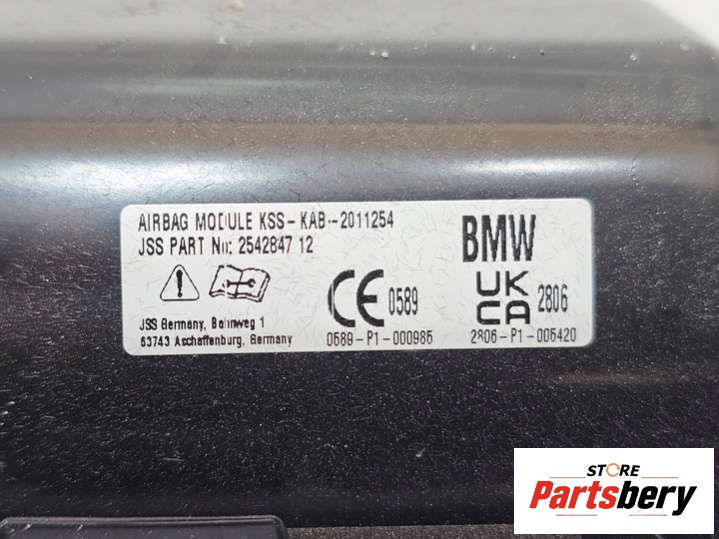 AIRBAG MODULE KSS-KAB-2011254
JSS PART No: 2542847 12
BMW
CE 0589
UK CA 2806
JSS Germany, Bahnweg 1
63743 Aschaffenburg, Germany
0589-P1-000985
2806-P1-005420
STORE
Partsbery